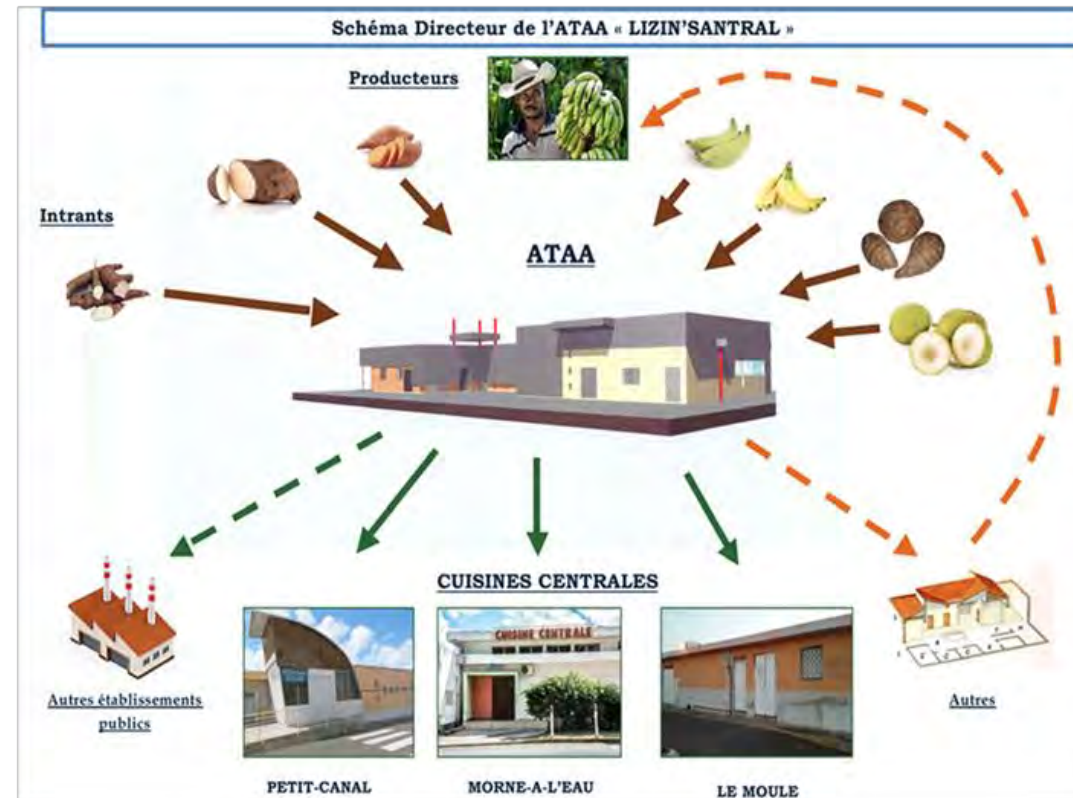 Schéma Directeur de l'ATAA « LIZIN'SANTRAL »
Producteurs
Intrants
ATAA
CUISINES CENTRALES
CUISINE CENTRALE
Autres établissements
publics
Autres
PETIT-CANAL
MORNE-A-L'EAU
LE MOULE